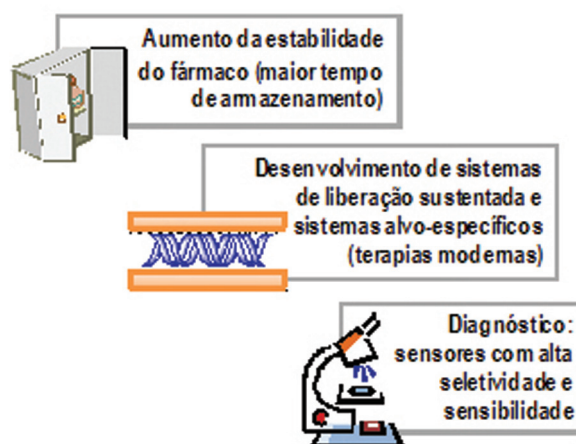 Aumento da estabilidade
do fármaco (maior tempo
de armazenamento)
Desenvolvimento de sistemas
de liberação sustentada e
sistemas alvo-específicos
(terapias modernas)
Diagnóstico:
sensores com alta
seletividade e
sensibilidade